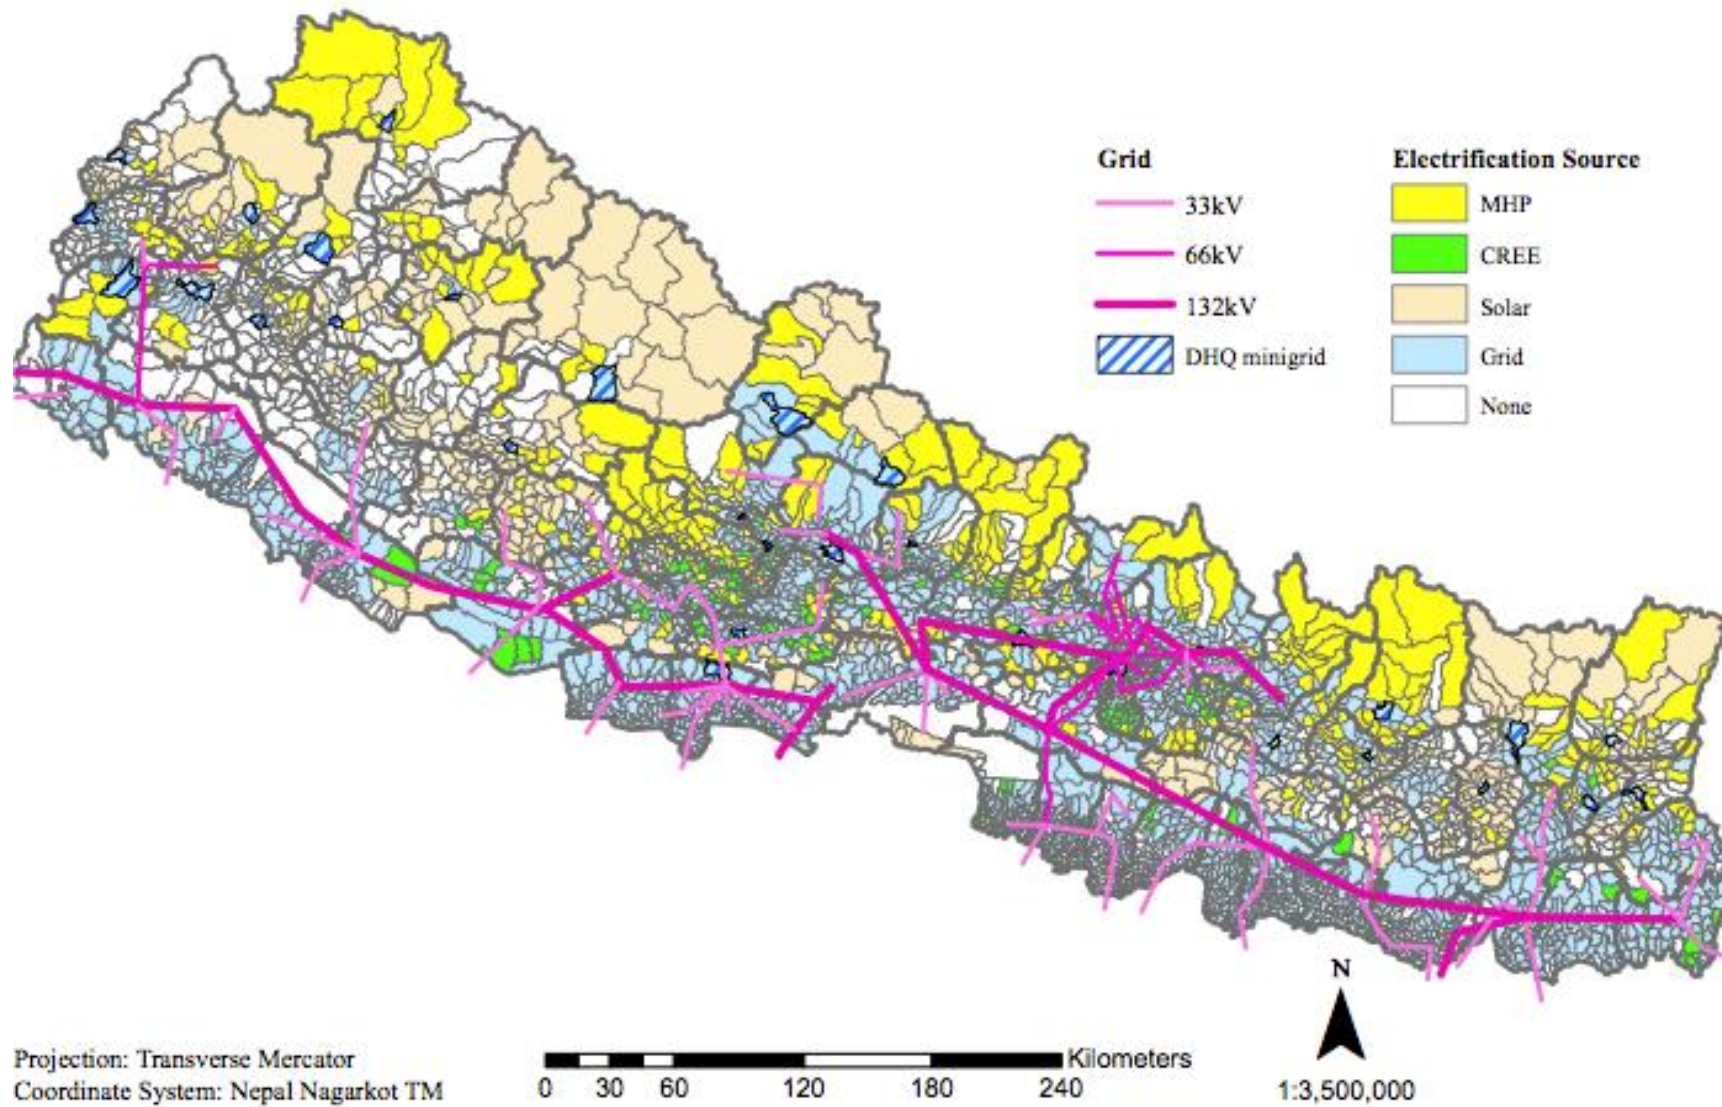 Grid
33kV
66kV
132kV
DHQ minigrid
Electrification Source
MHP
CREE
Solar
Grid
None
N
1:3,500,000
Projection: Transverse Mercator
Coordinate System: Nepal Nagarkot TM
Kilometers
0 30 60 120 180 240